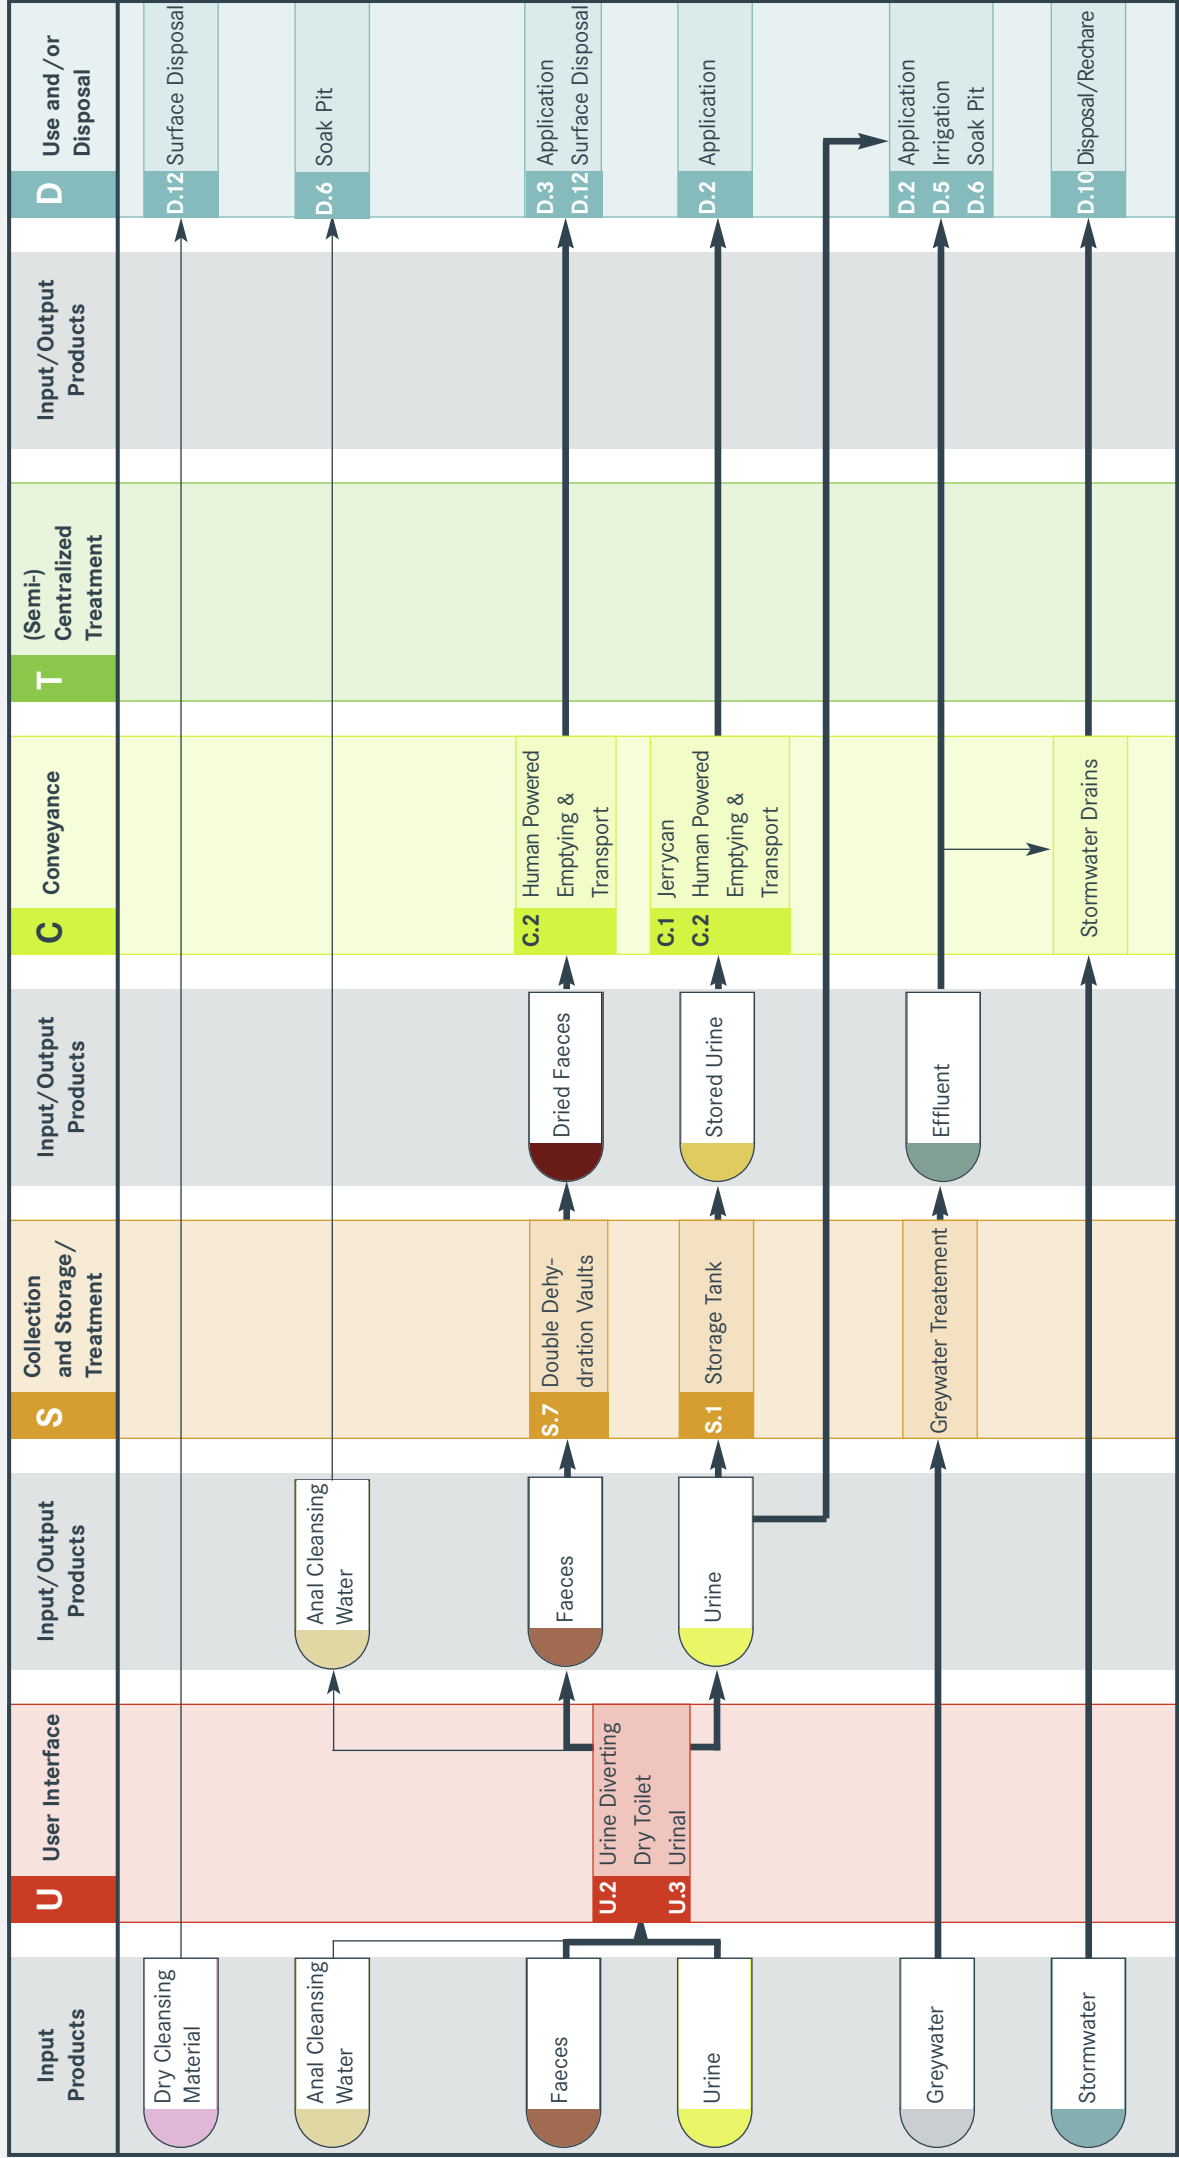 Input
Products
U
User Interface
Input/Output
Products
S
Collection
and Storage/
Treatment
Input/Output
Products
C
Conveyance
T
(Semi-)
Centralized
Treatment
Input/Output
Products
D
Use and/or
Disposal
Dry Cleansing
Material
D.12 Surface Disposal
Anal Cleansing
Water
Anal Cleansing
Water
D.6 Soak Pit
Faeces
U.2 Urine Diverting
Dry Toilet
U.3 Urinal
Faeces
S.7 Double Dehy-
dration Vaults
Dried Faeces
C.2 Human Powered
Emptying &
Transport
D.3 Application
D.12 Surface Disposal
Urine
Urine
S.1 Storage Tank
Stored Urine
C.1 Jerrycan
C.2 Human Powered
Emptying &
Transport
D.2 Application
Greywater
Greywater Treatement
Effluent
D.2 Application
D.5 Irrigation
D.6 Soak Pit
Stormwater
Stormwater Drains
D.10 Disposal/Rechare